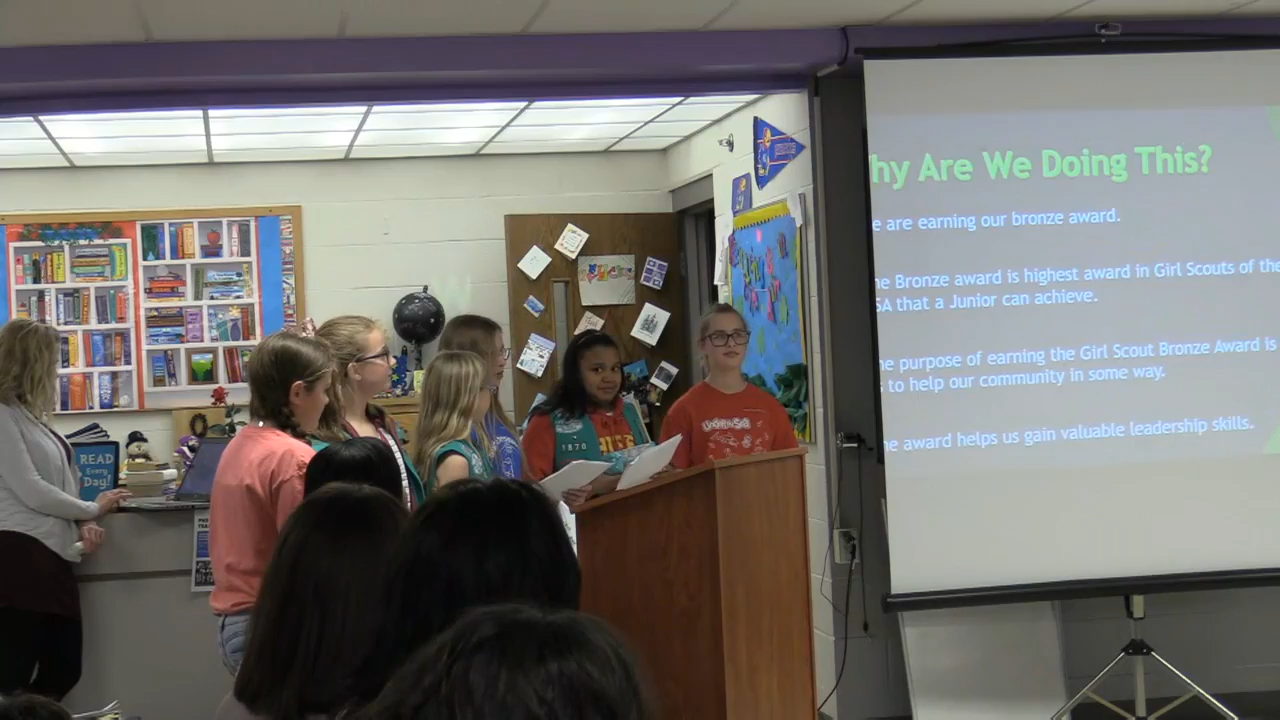 hy Are We Doing This?
e are earning our bronze award.
he Bronze award is highest award in Girl Scouts of the
SA that a Junior can achieve.
he purpose of earning the Girl Scout Bronze Award is
to help our community in some way.
he award helps us gain valuable leadership skills.
READ
Every
Day!
1870